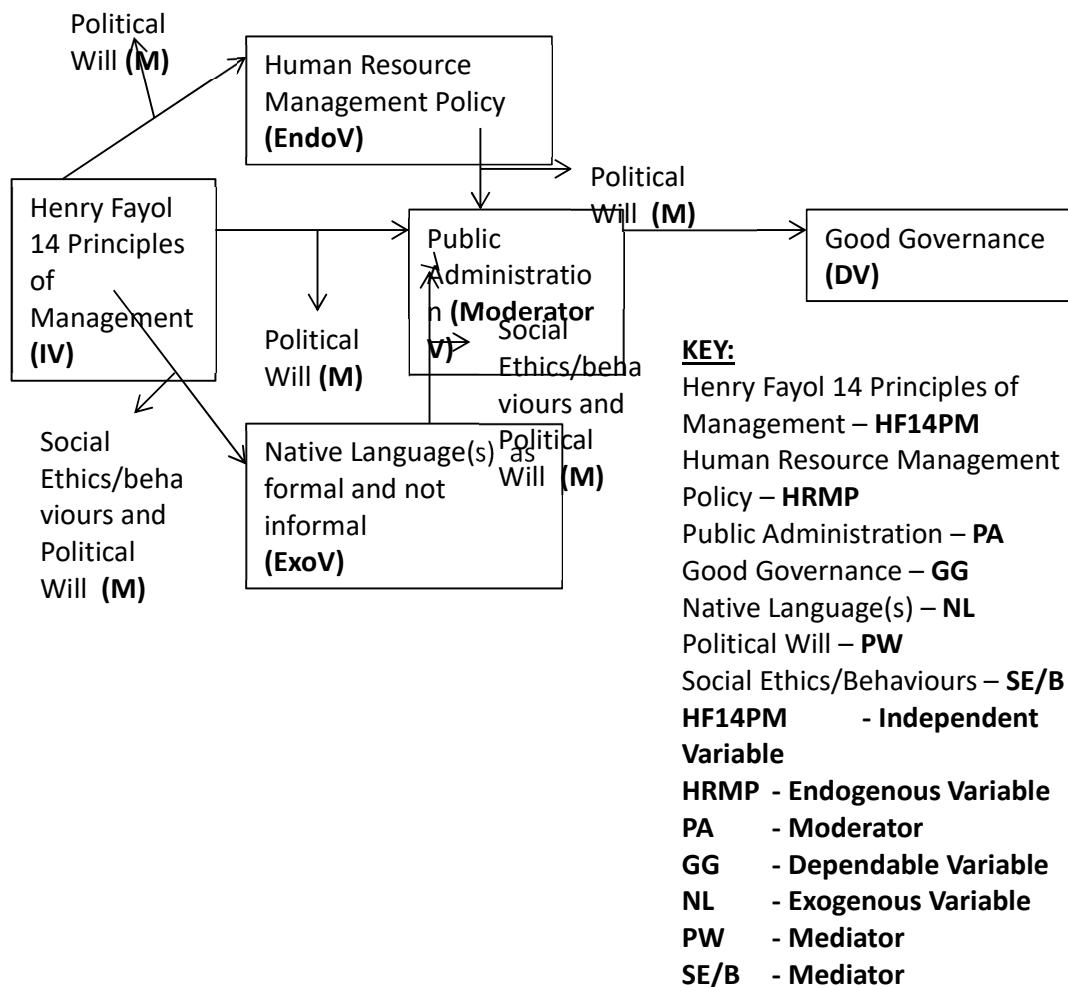 Political
Will (M)
Human Resource
Management Policy
(EndoV)
Political
Will (M)
Henry Fayol
14 Principles
of
Management
(IV)
Public
Administratio
n (Moderator
V)
Good Governance
(DV)
Political
Will (M)
Social
Ethics/beha
viours and
Political
Will (M)
Social
Ethics/beha
viours and
Political
Will (M)
Native Language(s) as
formal and not
informal
(ExoV)
KEY:
Henry Fayol 14 Principles of
Management – HF14PM
Human Resource Management
Policy – HRMP
Public Administration – PA
Good Governance – GG
Native Language(s) – NL
Political Will – PW
Social Ethics/Behaviours – SE/B
HF14PM - Independent
Variable
HRMP - Endogenous Variable
PA - Moderator
GG - Dependable Variable
NL - Exogenous Variable
PW - Mediator
SE/B - Mediator